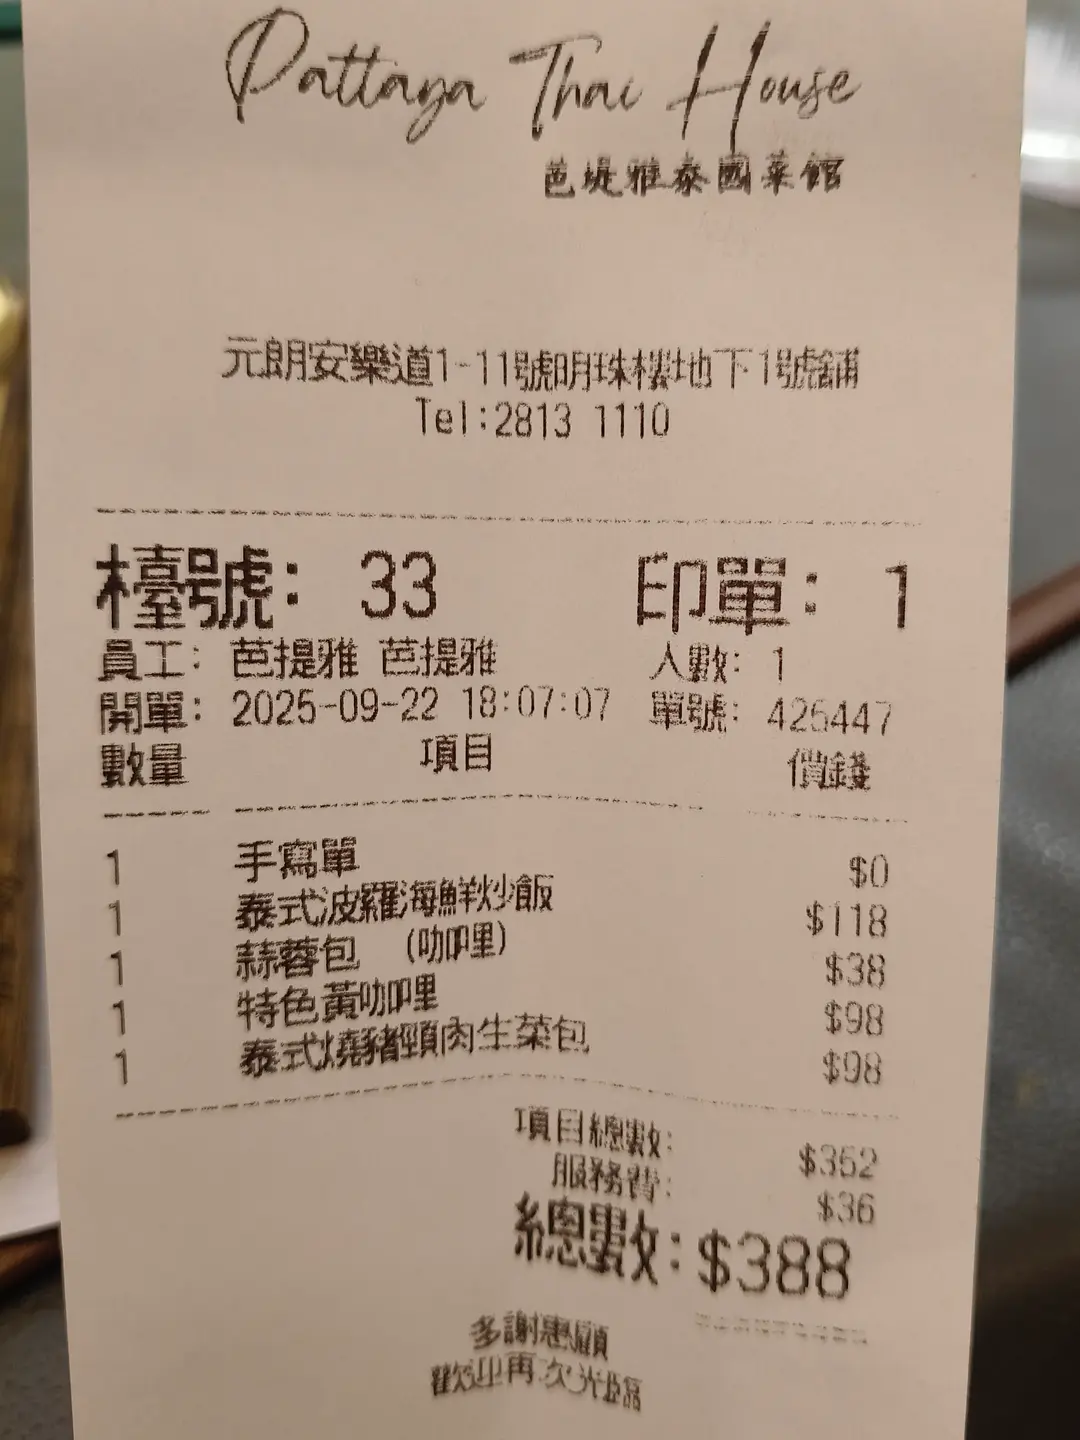 Pattaya Thai House
芭堤雅泰國菜館
元朗安樂道1-11號明珠樓地下1號舖
Tel:2813 1110
檯號: 33 印單: 1
員工: 芭提雅 芭提雅 人數: 1
開單: 2025-09-22 18:07:07 單號: 425447
數量 項目 價錢
1 手寫單 $0
1 泰式波羅海鮮炒飯 $118
1 蒜蓉包 (咖哩) $38
1 特色黃咖哩 $98
1 泰式燒豬頸肉生菜包 $98
項目總數: $352
服務費: $36
總數: $388
多謝惠顧
歡迎再次光臨